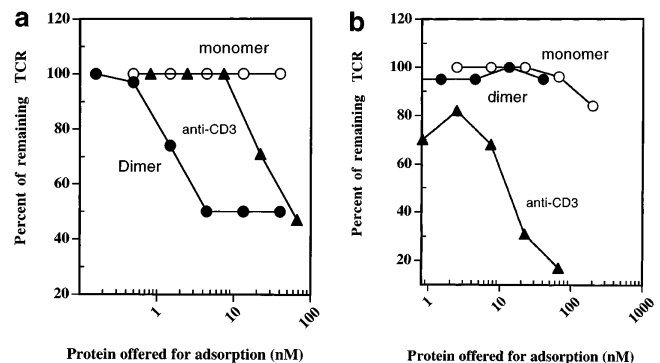 a
120
100
80
60
40
20
Percent of remaining TCR
monomer
anti-CD3
Dimer
1
10
100
Protein offered for adsorption (nM)
b
120
100
80
60
40
20
Percent of remaining TCR
monomer
dimer
anti-CD3
1
10
100
1000
Protein offered for adsorption (nM)